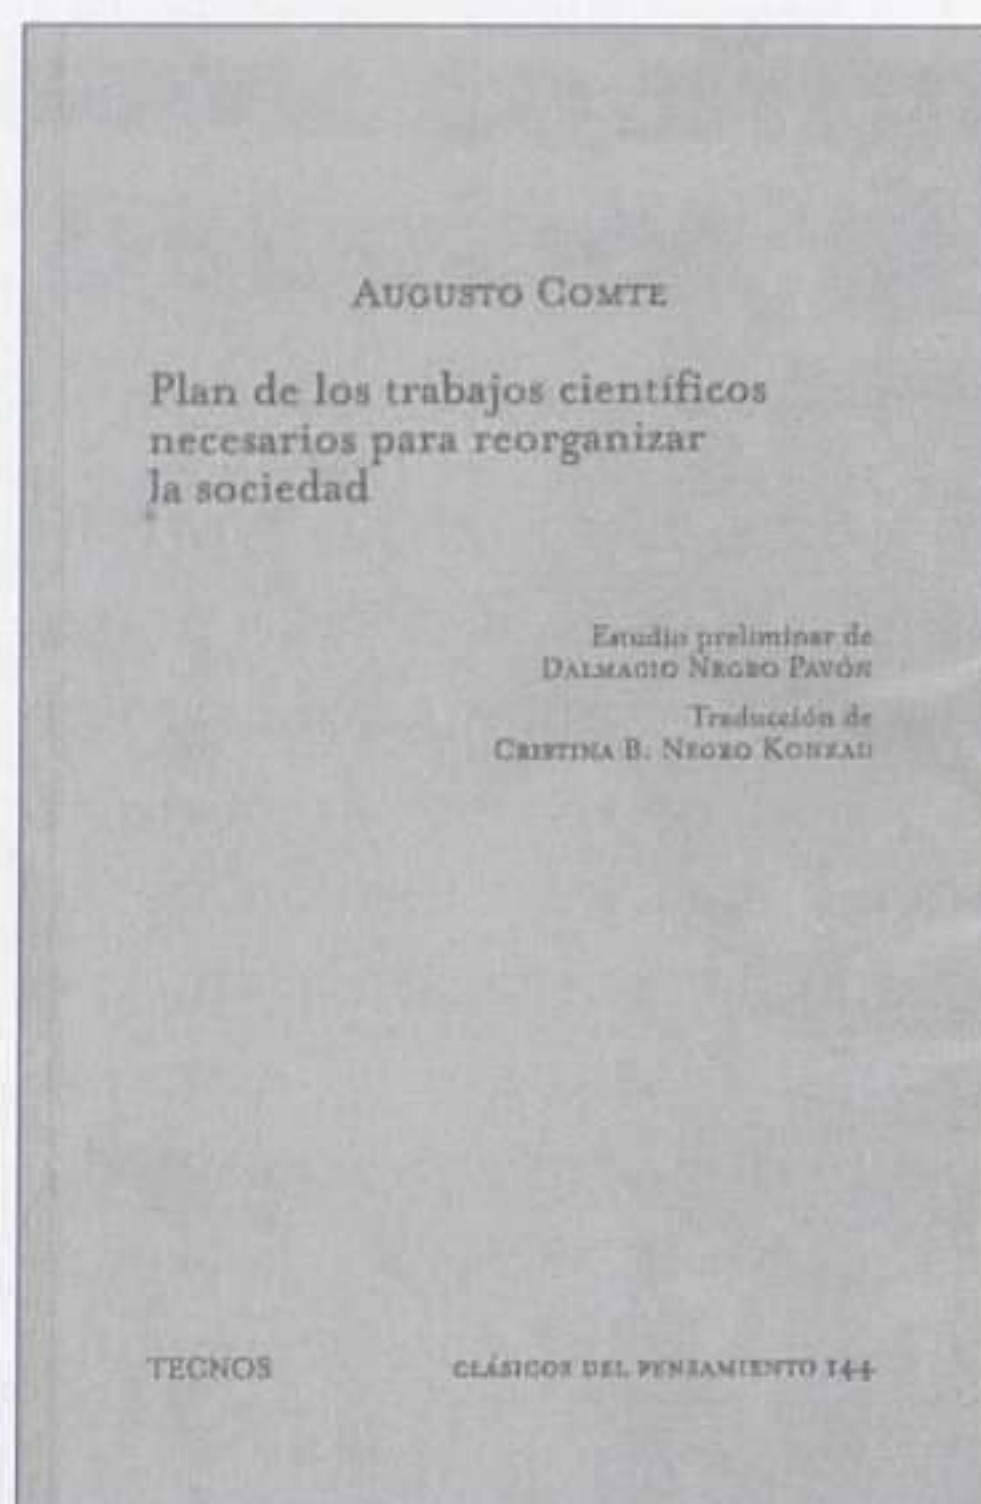 AUGUSTO COMTE
Plan de los trabajos científicos
necesarios para reorganizar
la sociedad
Estudio preliminar de
DALMACIO NEGRO PAVÓN
Traducción de
CRISTINA B. NEGRO KONRAD
TECNOS
CLÁSICOS DEL PENSAMIENTO 144